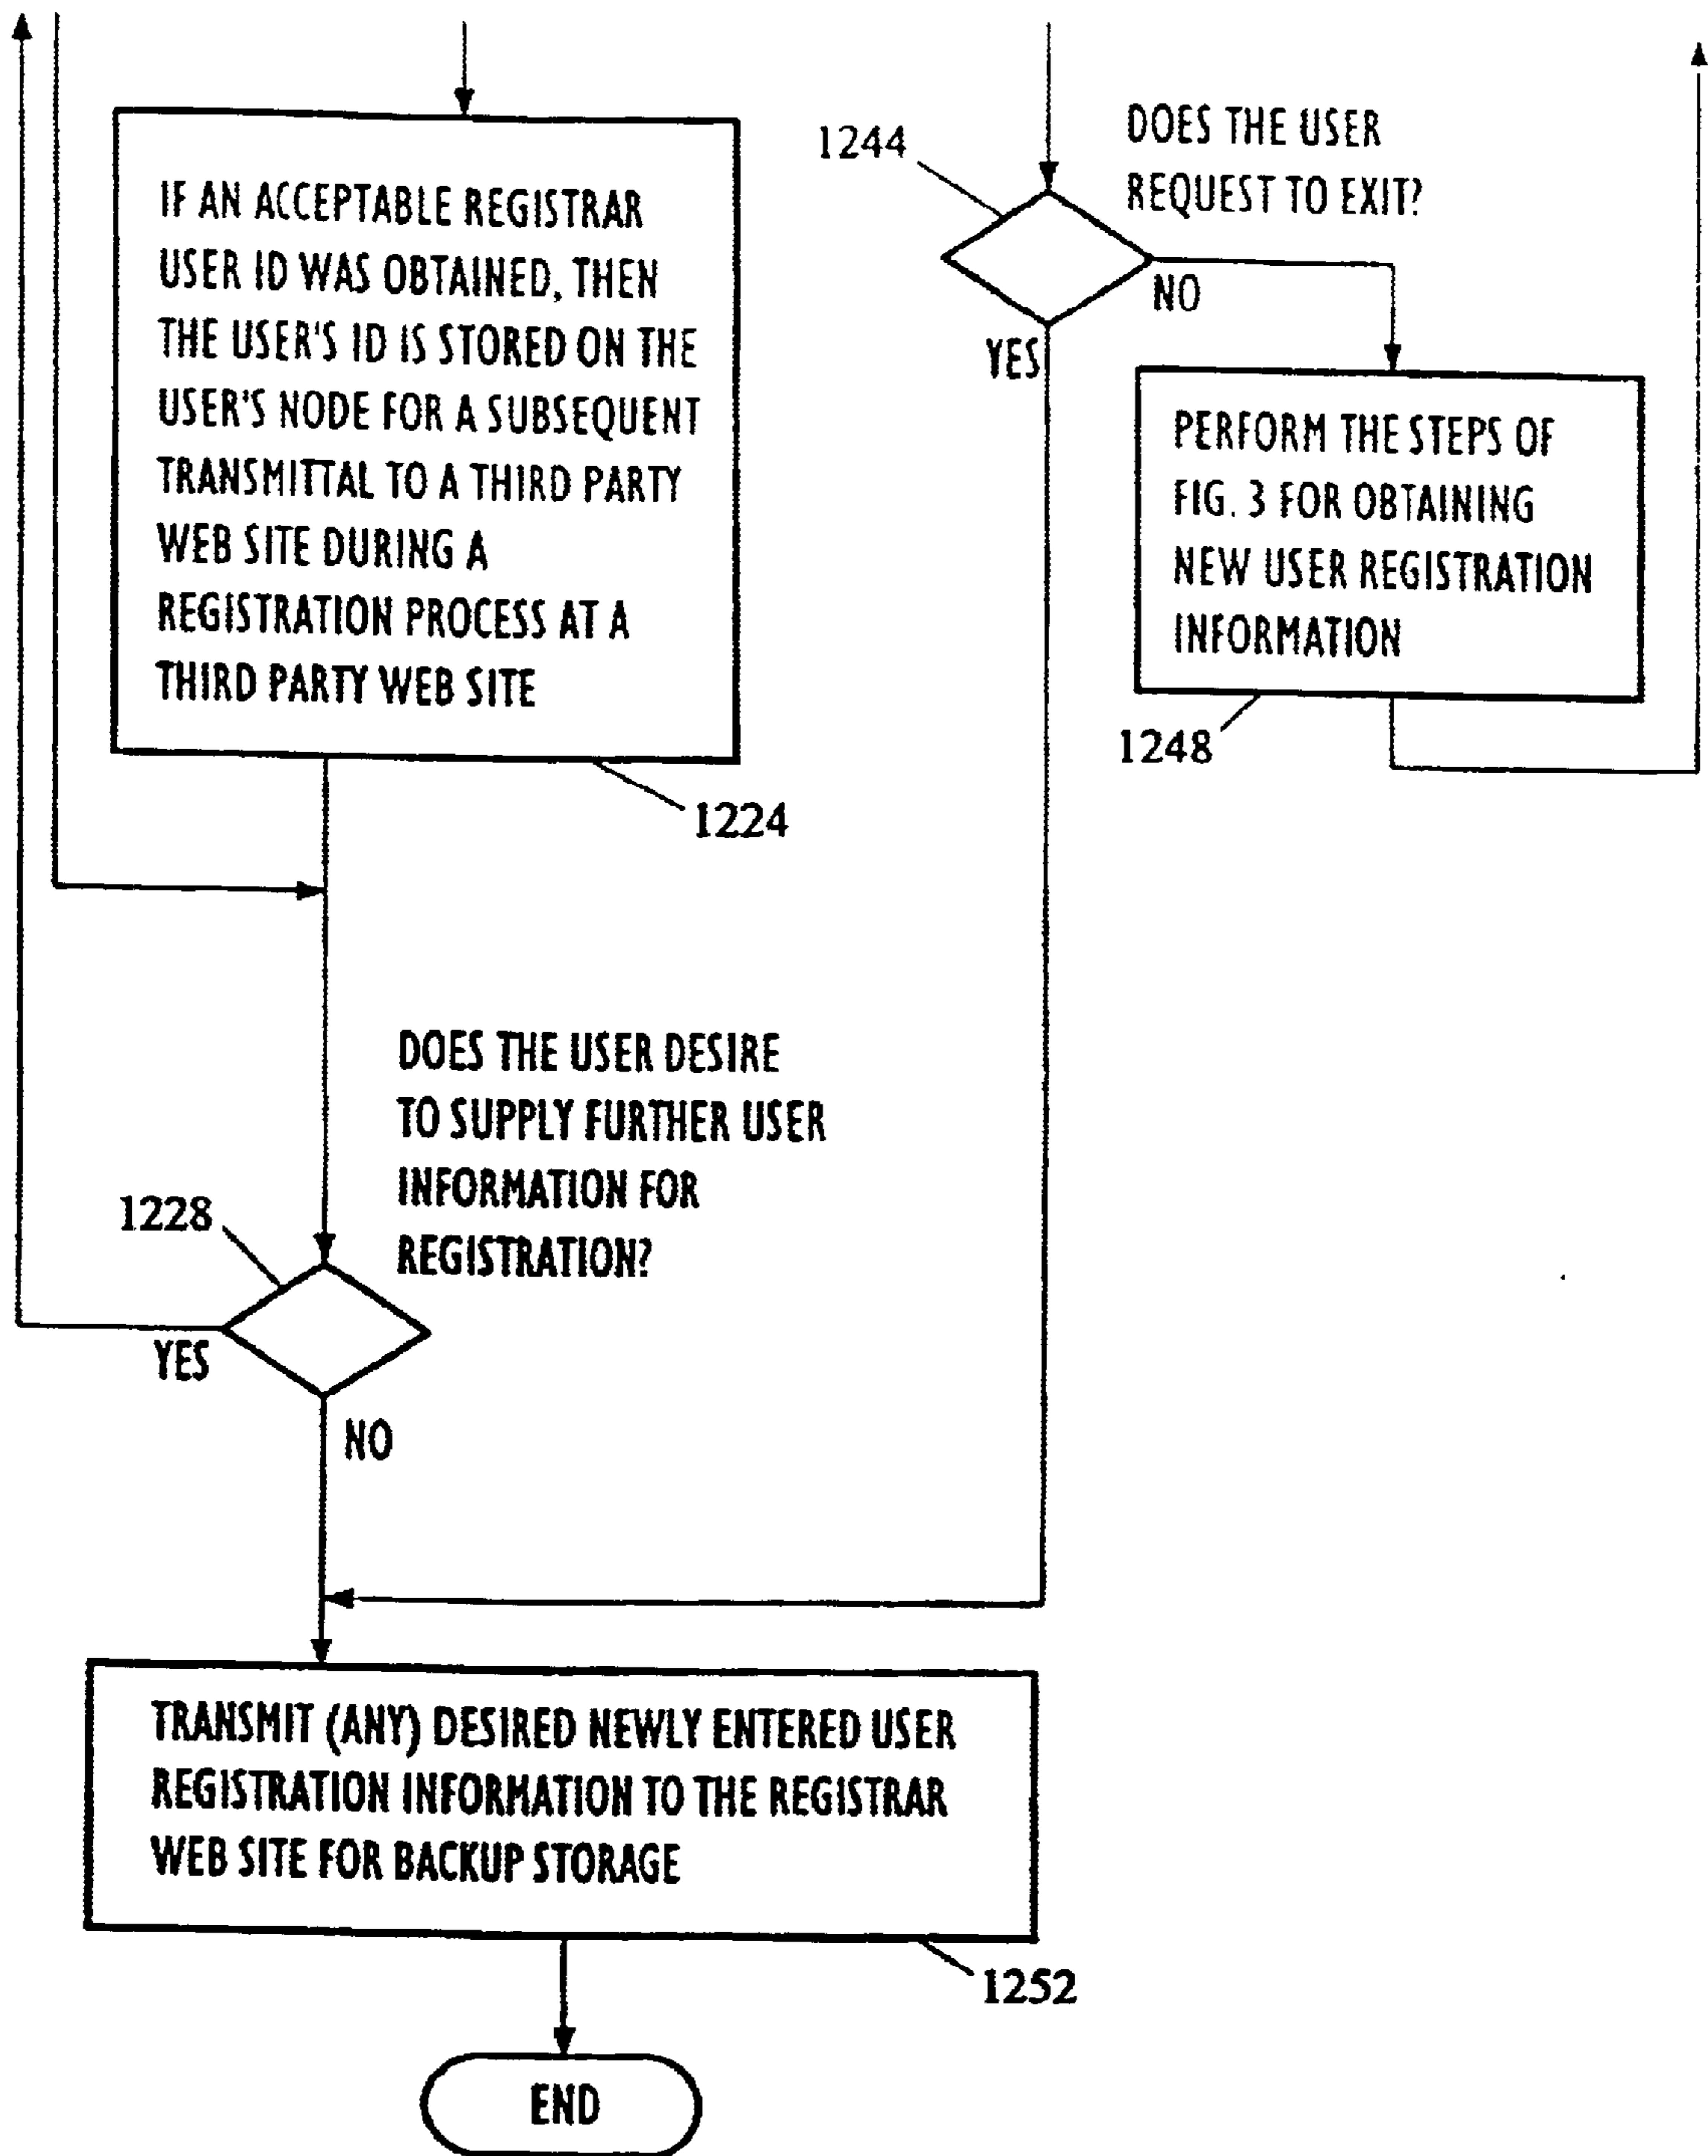 IF AN ACCEPTABLE REGISTRAR
USER ID WAS OBTAINED, THEN
THE USER'S ID IS STORED ON THE
USER'S NODE FOR A SUBSEQUENT
TRANSMITTAL TO A THIRD PARTY
WEB SITE DURING A
REGISTRATION PROCESS AT A
THIRD PARTY WEB SITE
1224
1244
DOES THE USER
REQUEST TO EXIT?
NO
YES
PERFORM THE STEPS OF
FIG. 3 FOR OBTAINING
NEW USER REGISTRATION
INFORMATION
1248
DOES THE USER DESIRE
TO SUPPLY FURTHER USER
INFORMATION FOR
REGISTRATION?
1228
YES
NO
TRANSMIT (ANY) DESIRED NEWLY ENTERED USER
REGISTRATION INFORMATION TO THE REGISTRAR
WEB SITE FOR BACKUP STORAGE
1252
END